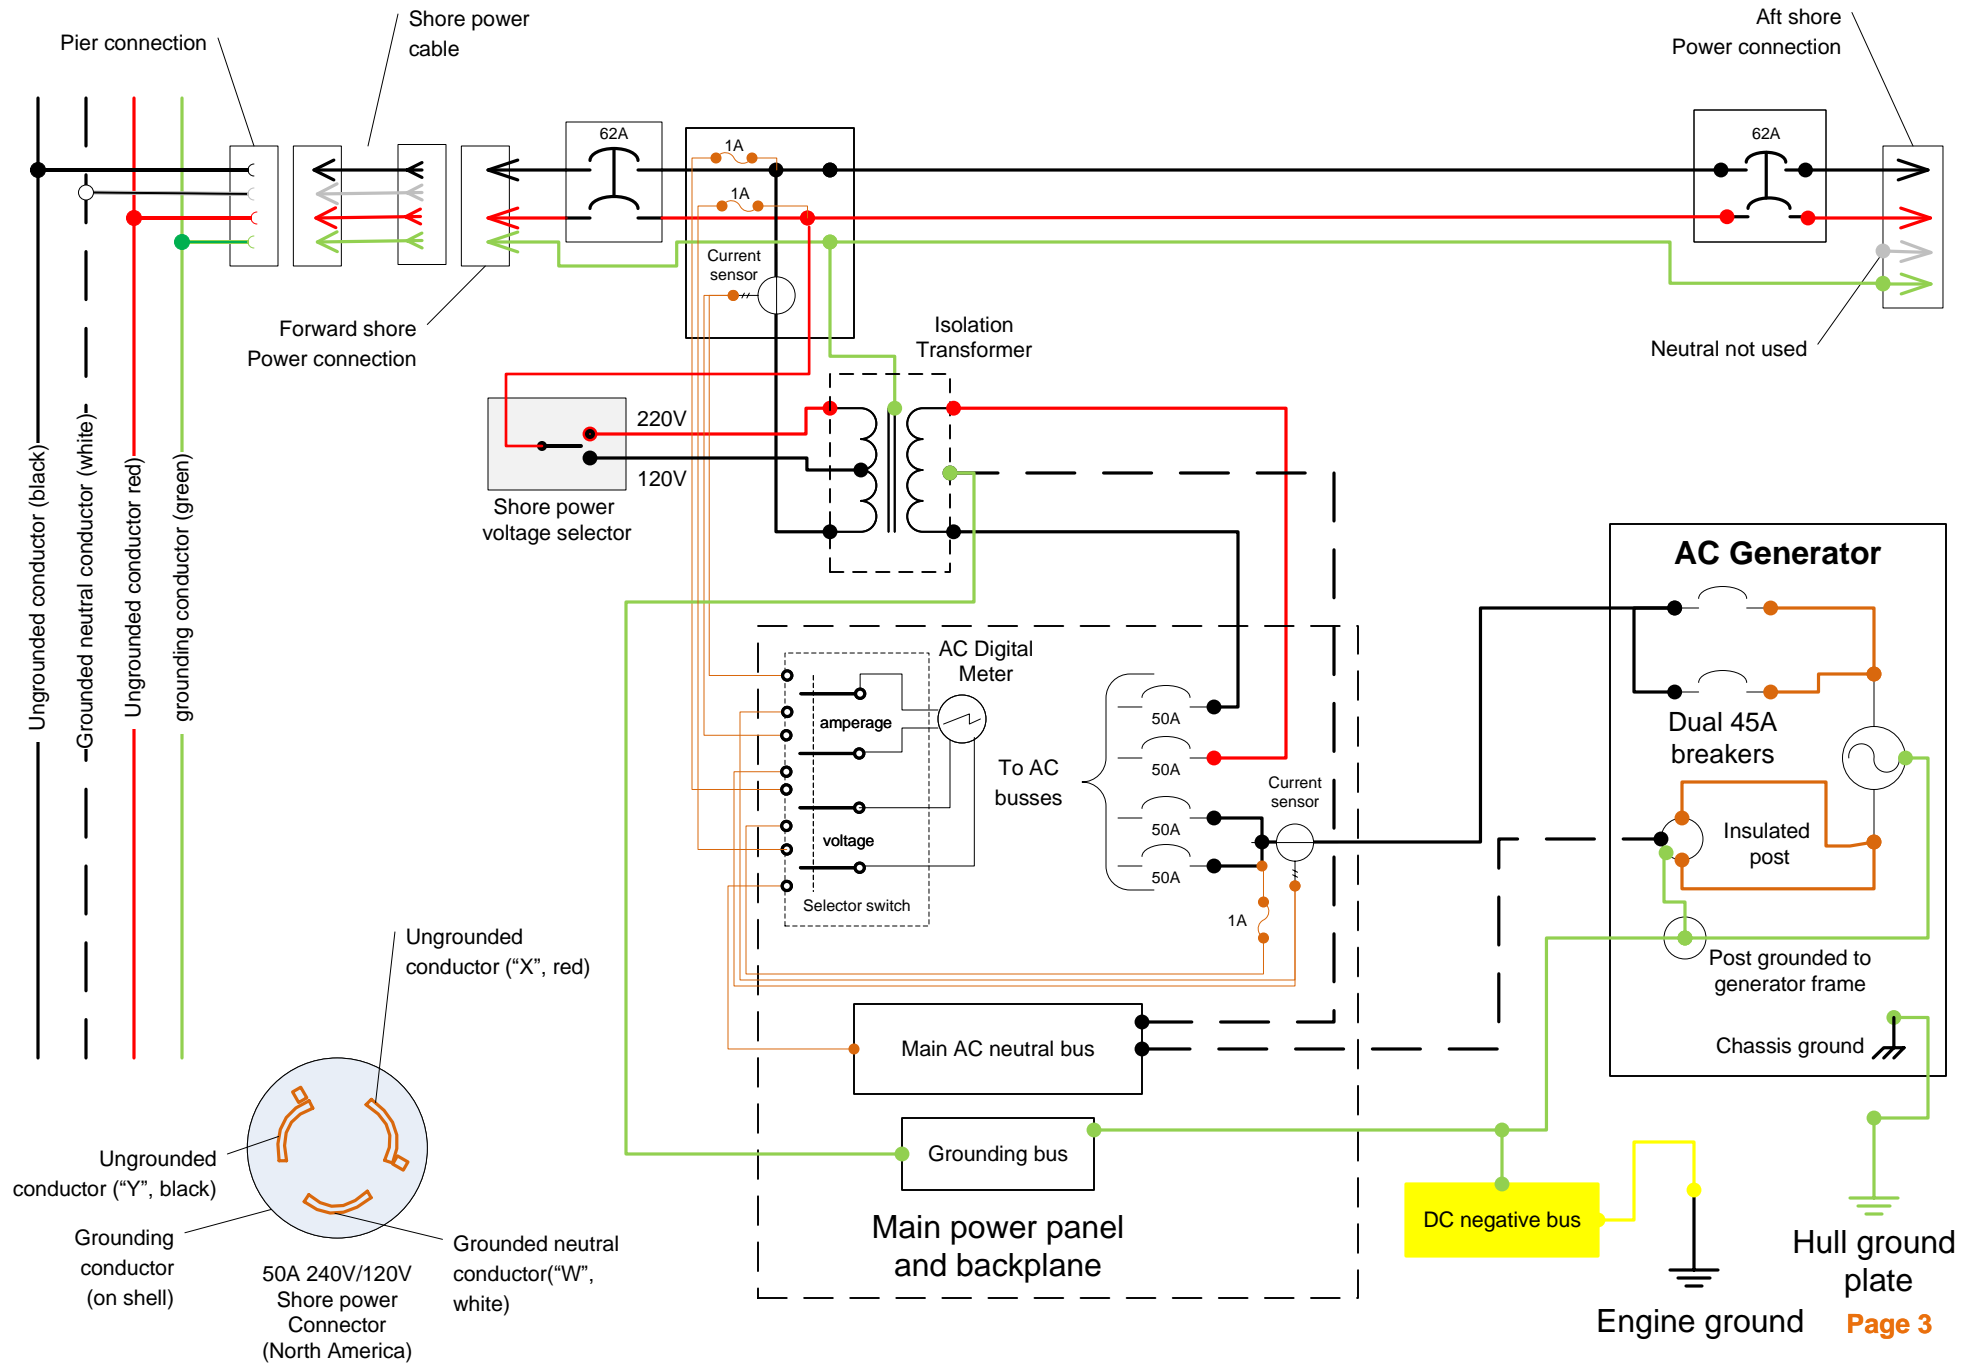 Shore power
cable
Pier connection
Aft shore
Power connection
62A
1A
1A
62A
Current
sensor
Forward shore
Power connection
Isolation
Transformer
Neutral not used
220V
120V
Shore power
voltage selector
Ungrounded conductor (black)
Grounded neutral conductor (white)
Ungrounded conductor red)
grounding conductor (green)
AC Generator
AC Digital
Meter
amperage
voltage
Selector switch
To AC
busses
50A
50A
50A
50A
Current
sensor
1A
Dual 45A
breakers
Insulated
post
Post grounded to
generator frame
Chassis ground
Main AC neutral bus
Grounding bus
Main power panel
and backplane
DC negative bus
Engine ground
Hull ground
plate
Page 3
Ungrounded
conductor (“X”, red)
Ungrounded
conductor (“Y”, black)
Grounding
conductor
(on shell)
Grounded neutral
conductor(“W”,
white)
50A 240V/120V
Shore power
Connector
(North America)